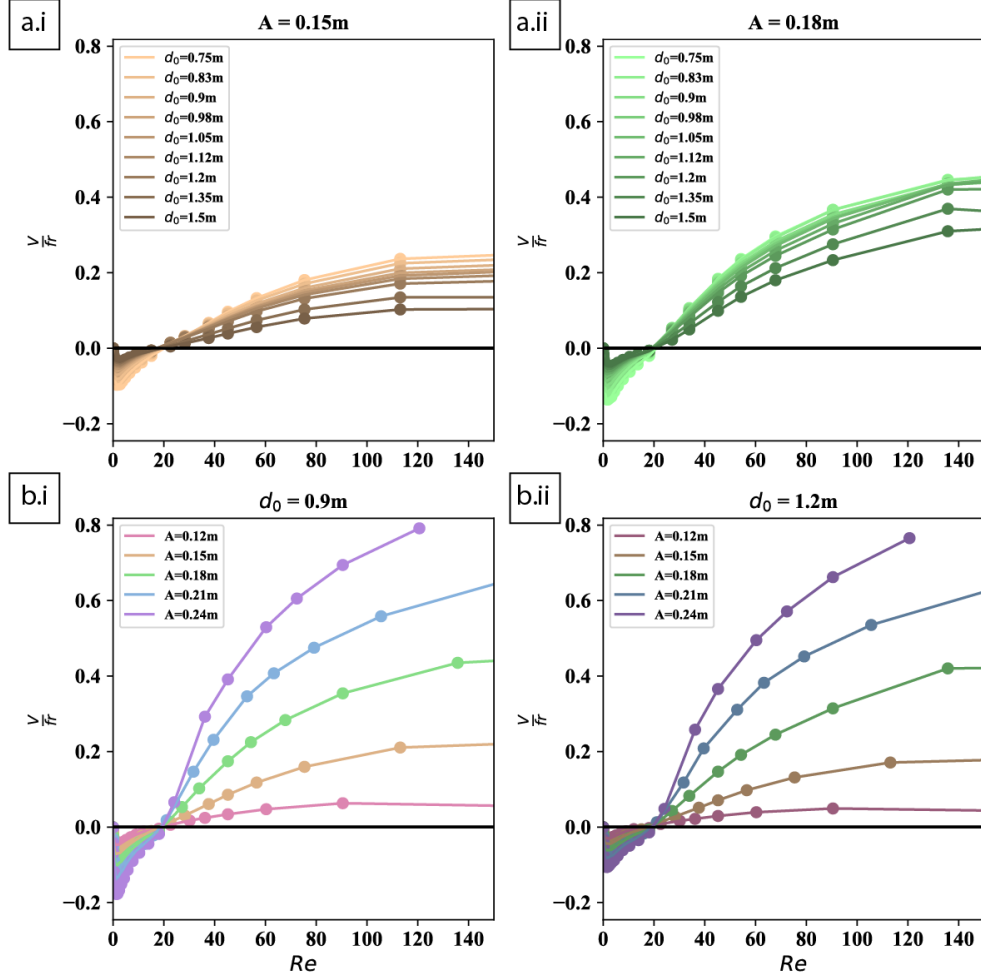 a.i
A = 0.15m
0.8
0.6
0.4
0.2
0.0
−0.2
v
fr
d₀=0.75m
d₀=0.83m
d₀=0.9m
d₀=0.98m
d₀=1.05m
d₀=1.12m
d₀=1.2m
d₀=1.35m
d₀=1.5m
0 20 40 60 80 100 120 140
a.ii
A = 0.18m
0.8
0.6
0.4
0.2
0.0
−0.2
v
fr
d₀=0.75m
d₀=0.83m
d₀=0.9m
d₀=0.98m
d₀=1.05m
d₀=1.12m
d₀=1.2m
d₀=1.35m
d₀=1.5m
0 20 40 60 80 100 120 140
b.i
d₀ = 0.9m
0.8
0.6
0.4
0.2
0.0
−0.2
v
fr
A=0.12m
A=0.15m
A=0.18m
A=0.21m
A=0.24m
0 20 40 60 80 100 120 140
Re
b.ii
d₀ = 1.2m
0.8
0.6
0.4
0.2
0.0
−0.2
v
fr
A=0.12m
A=0.15m
A=0.18m
A=0.21m
A=0.24m
0 20 40 60 80 100 120 140
Re